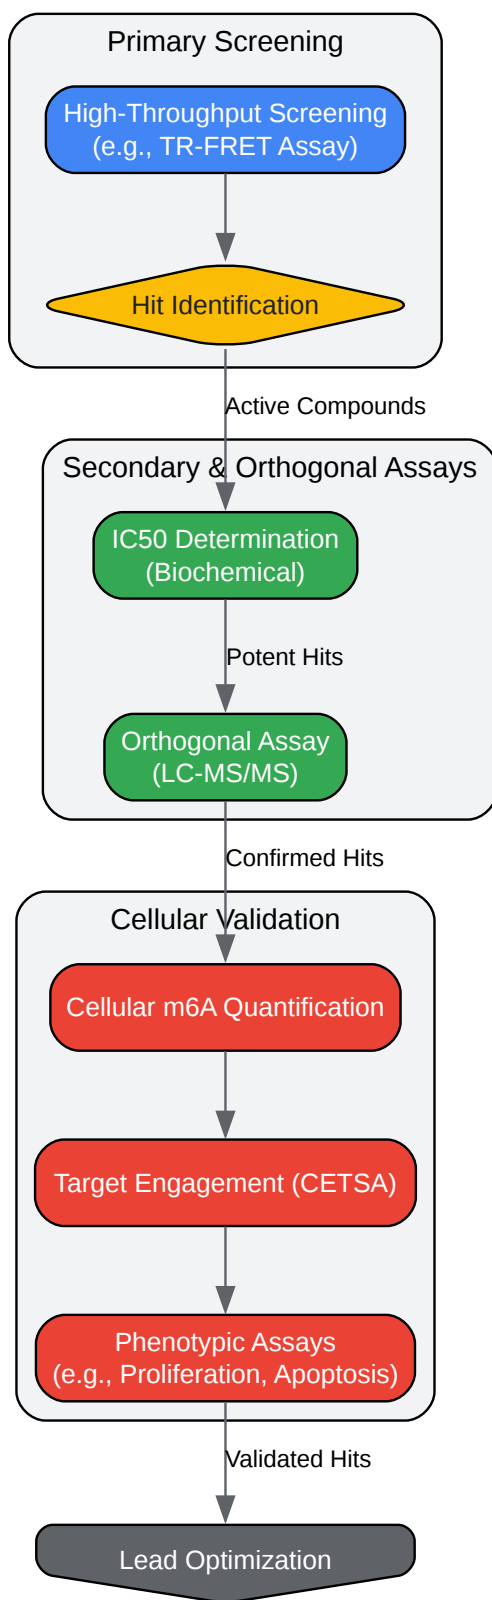 Primary Screening
High-Throughput Screening
(e.g., TR-FRET Assay)
Hit Identification
Active Compounds
Secondary & Orthogonal Assays
IC50 Determination
(Biochemical)
Potent Hits
Orthogonal Assay
(LC-MS/MS)
Confirmed Hits
Cellular Validation
Cellular m6A Quantification
Target Engagement (CETSA)
Phenotypic Assays
(e.g., Proliferation, Apoptosis)
Validated Hits
Lead Optimization